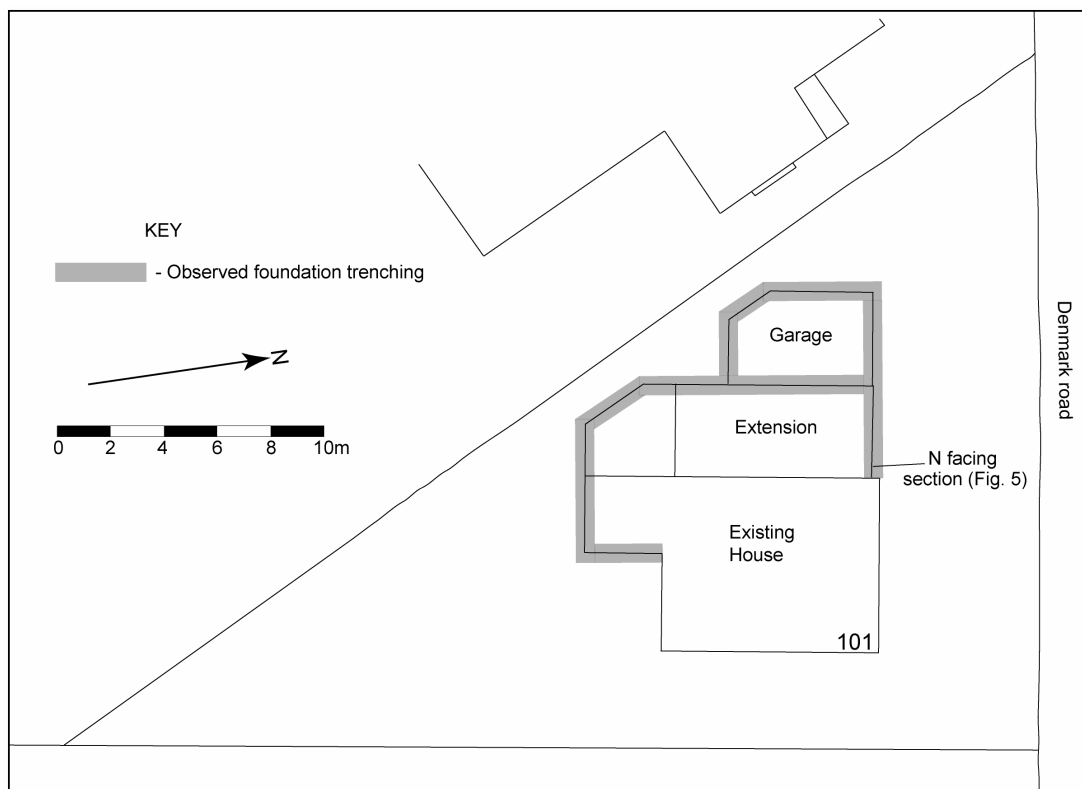 KEY
- Observed foundation trenching
N
0 2 4 6 8 10m
Garage
Extension
N facing
section (Fig. 5)
Existing
House
101
Denmark road